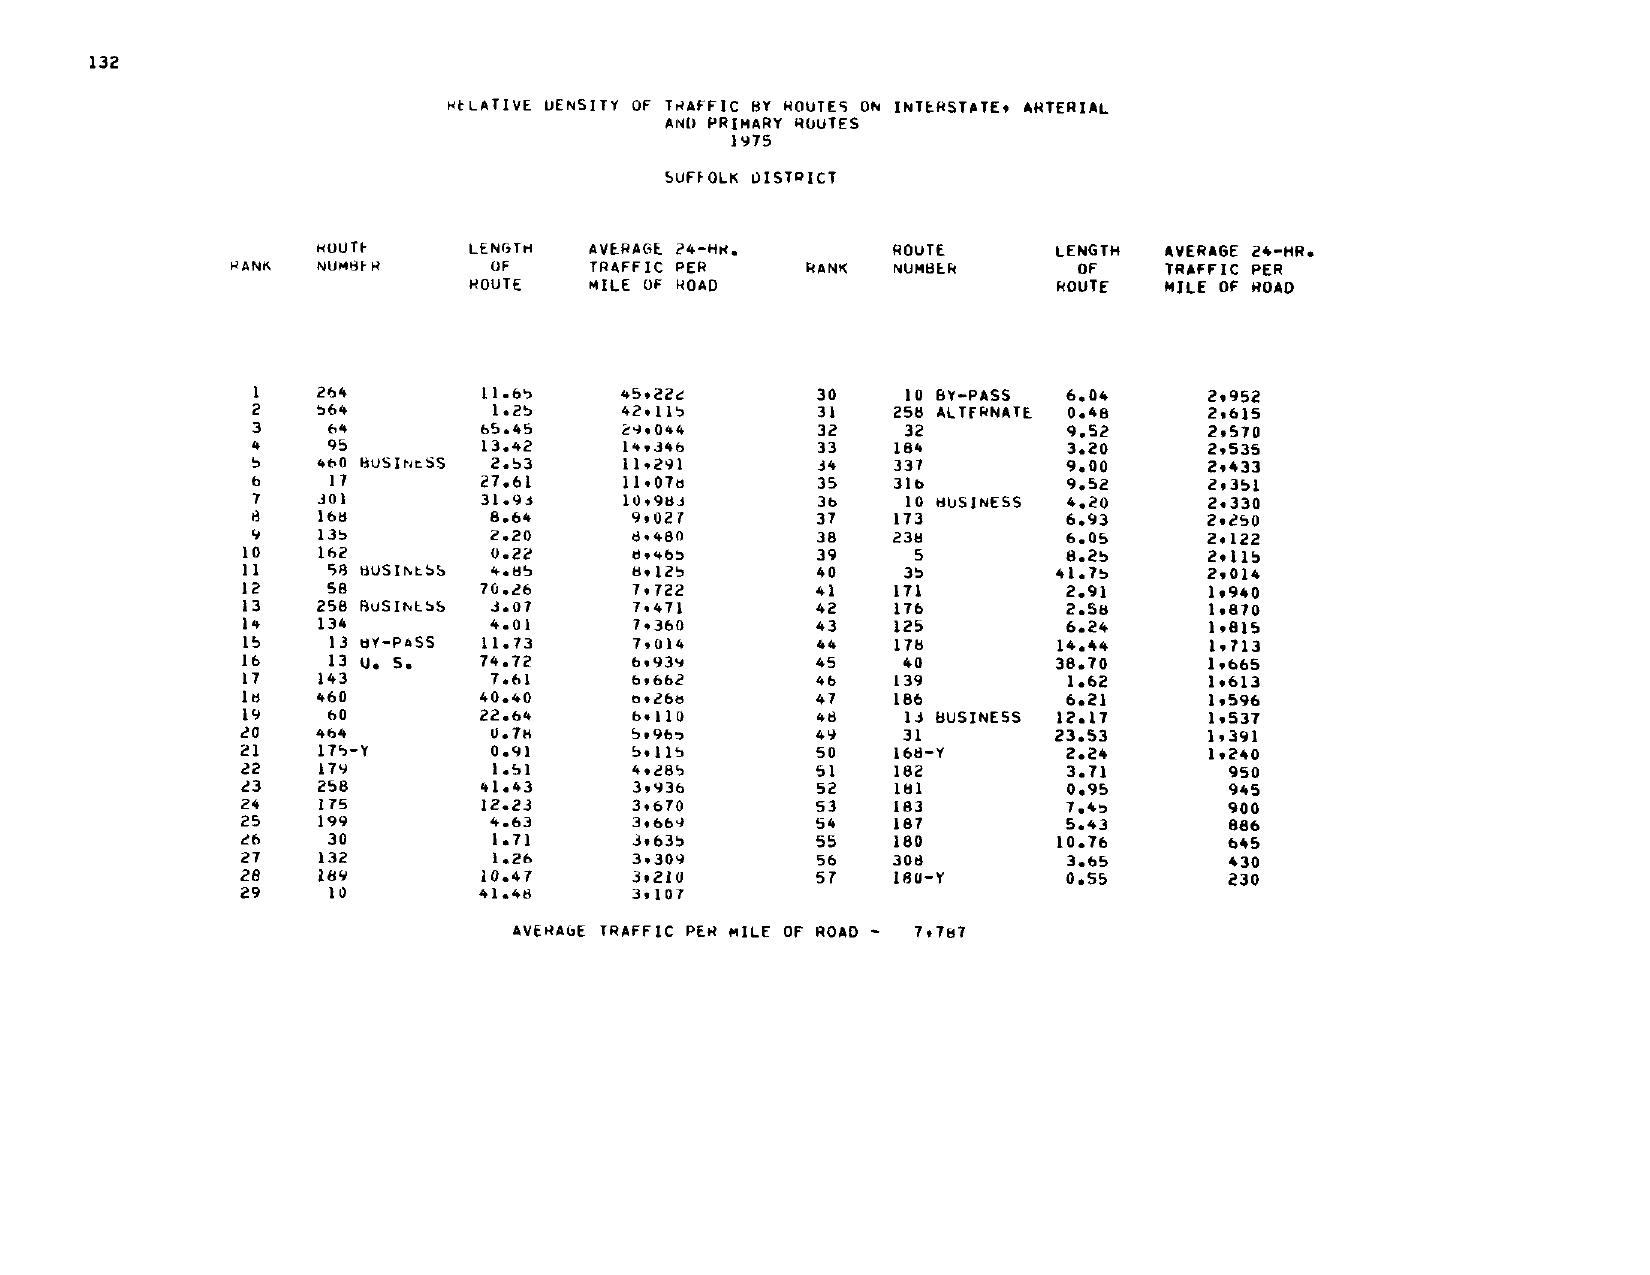 132
RELATIVE DENSITY OF TRAFFIC BY ROUTES ON INTERSTATE, ARTERIAL
AND PRIMARY ROUTES
1975
SUFFOLK DISTRICT
ROUTE LENGTH AVERAGE 24-HR. ROUTE LENGTH AVERAGE 24-HR.
RANK NUMBER OF TRAFFIC PER RANK NUMBER OF TRAFFIC PER
ROUTE MILE OF ROAD ROUTE MILE OF ROAD
1 264 11.65 45,222 30 10 BY-PASS 6.04 2,952
2 564 1.25 42,115 31 258 ALTERNATE 0.48 2,615
3 64 65.45 29,044 32 32 9.52 2,570
4 95 13.42 14,346 33 184 3.20 2,535
5 460 BUSINESS 2.53 11,291 34 337 9.00 2,433
6 17 27.61 11,078 35 316 9.52 2,351
7 301 31.93 10,983 36 10 BUSINESS 4.20 2,330
8 168 8.64 9,027 37 173 6.93 2,250
9 135 2.20 8,480 38 238 6.05 2,122
10 162 0.22 8,465 39 5 8.25 2,115
11 58 BUSINESS 4.85 8,125 40 35 41.75 2,014
12 58 70.26 7,722 41 171 2.91 1,940
13 258 BUSINESS 3.07 7,471 42 176 2.58 1,870
14 134 4.01 7,360 43 125 6.24 1,815
15 13 BY-PASS 11.73 7,014 44 178 14.44 1,713
16 13 U. S. 74.72 6,939 45 40 38.70 1,665
17 143 7.61 6,662 46 139 1.62 1,613
18 460 40.40 6,268 47 186 6.21 1,596
19 60 22.64 6,110 48 13 BUSINESS 12.17 1,537
20 464 0.78 5,965 49 31 23.53 1,391
21 175-Y 0.91 5,115 50 168-Y 2.24 1,240
22 179 1.51 4,285 51 182 3.71 950
23 258 41.43 3,936 52 181 0.95 945
24 175 12.23 3,670 53 183 7.45 900
25 199 4.63 3,669 54 187 5.43 886
26 30 1.71 3,635 55 180 10.76 645
27 132 1.26 3,309 56 308 3.65 430
28 189 10.47 3,210 57 180-Y 0.55 230
29 10 41.48 3,107
AVERAGE TRAFFIC PER MILE OF ROAD - 7,787